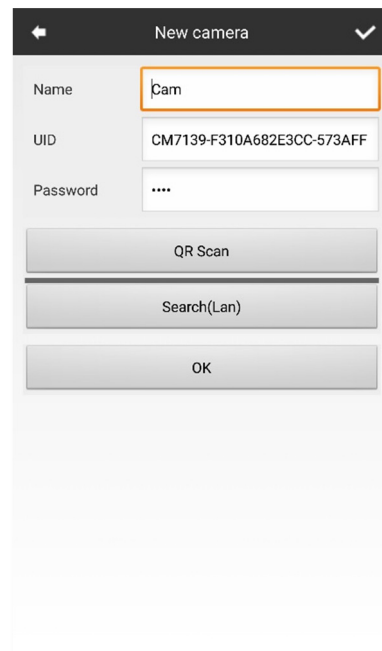 New camera
Name Cam
UID CM7139-F310A682E3CC-573AFF
Password ••••
QR Scan
Search(Lan)
OK